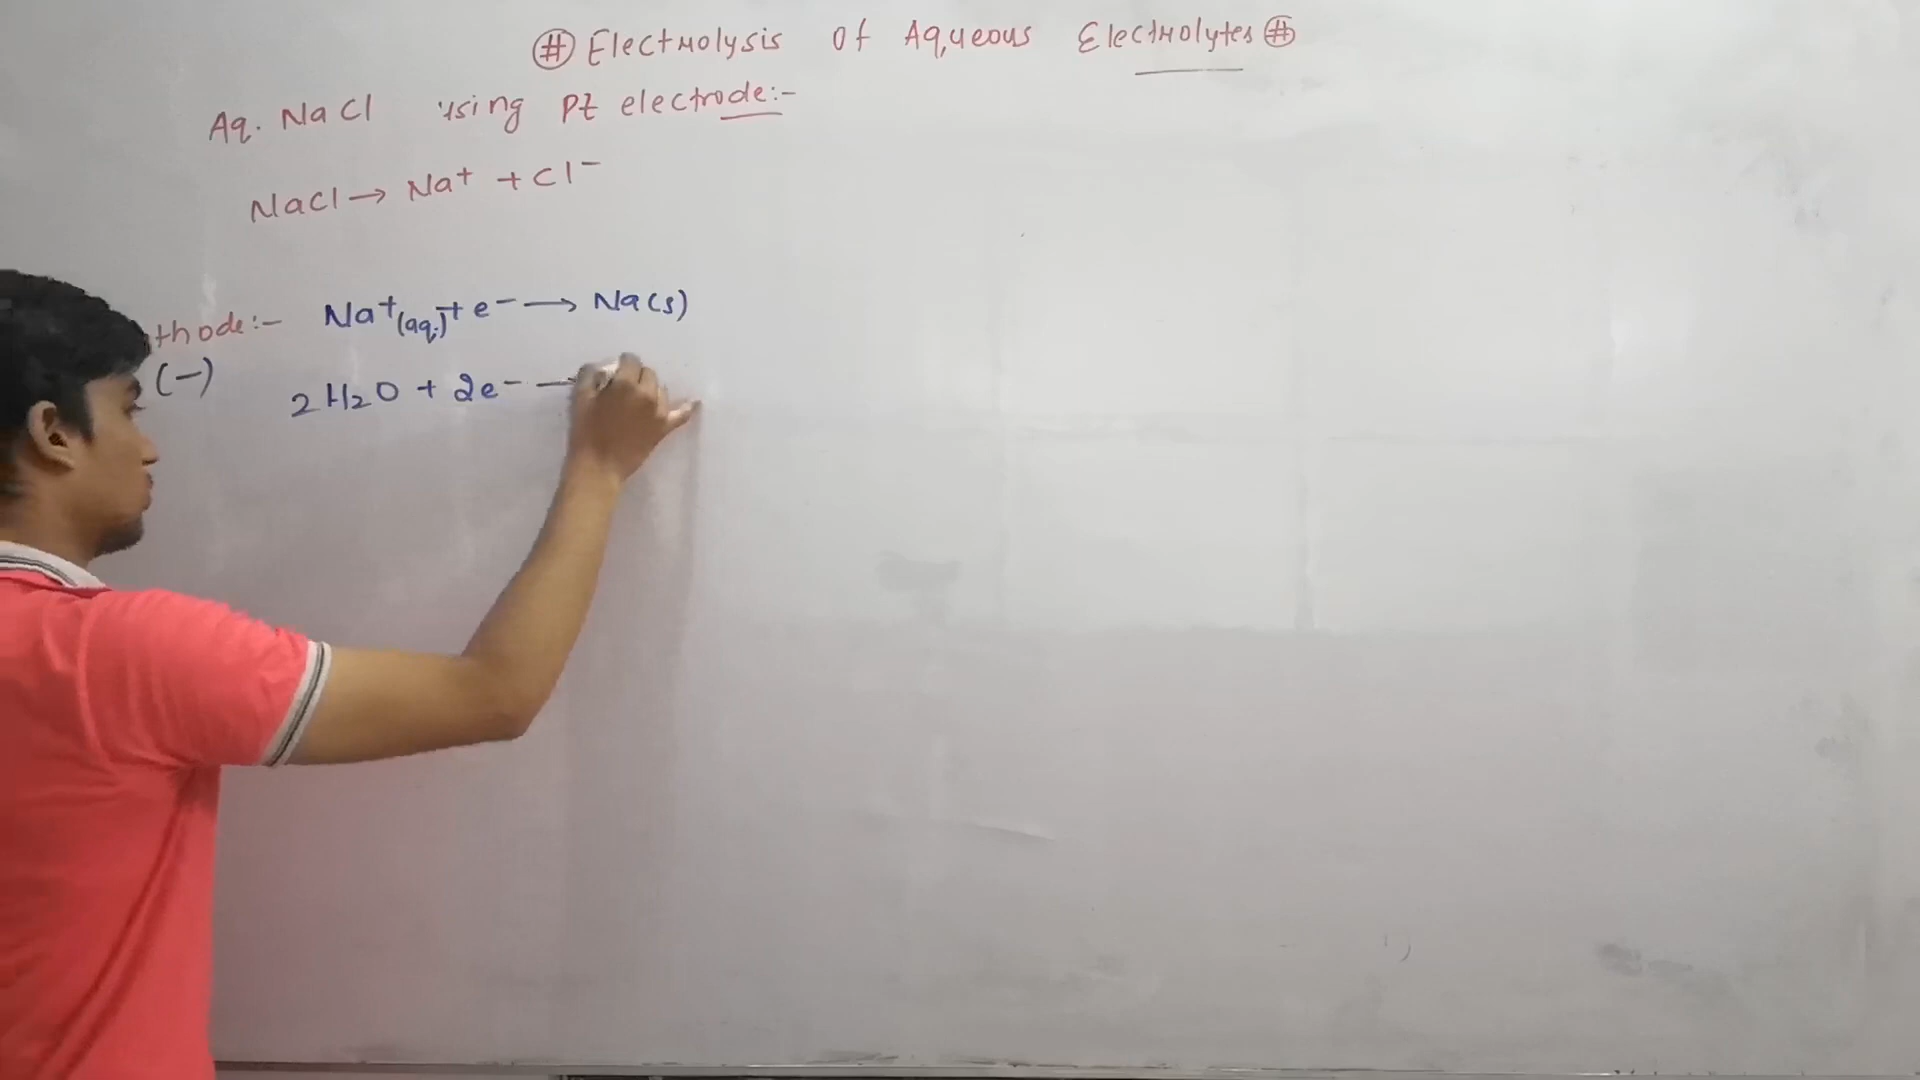 # Electrolysis of Aqueous Electrolytes #
Aq. NaCl using Pt electrode:-
NaCl → Na⁺ + Cl⁻
thode:- Na⁺(aq.) + e⁻ → Na(s)
(-) 2H₂O + 2e⁻ →